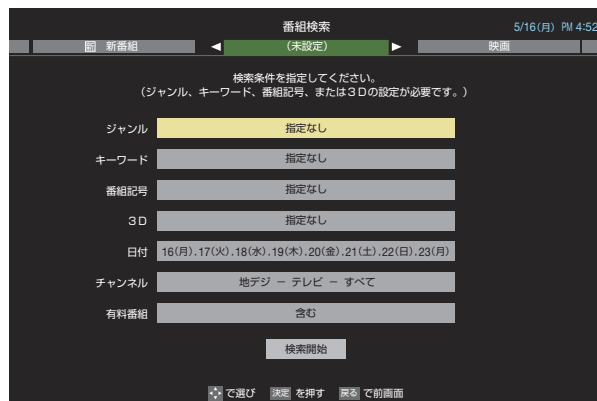 番組検索
5/16(月) PM 4:52
新番組
(未設定)
映画
検索条件を指定してください。
(ジャンル、キーワード、番組記号、または3Dの設定が必要です。)
ジャンル 指定なし
キーワード 指定なし
番組記号 指定なし
3D 指定なし
日付 16(月).17(火).18(水).19(木).20(金).21(土).22(日).23(月)
チャンネル 地デジ − テレビ − すべて
有料番組 含む
検索開始
で選び 決定 を押す 戻る で前画面